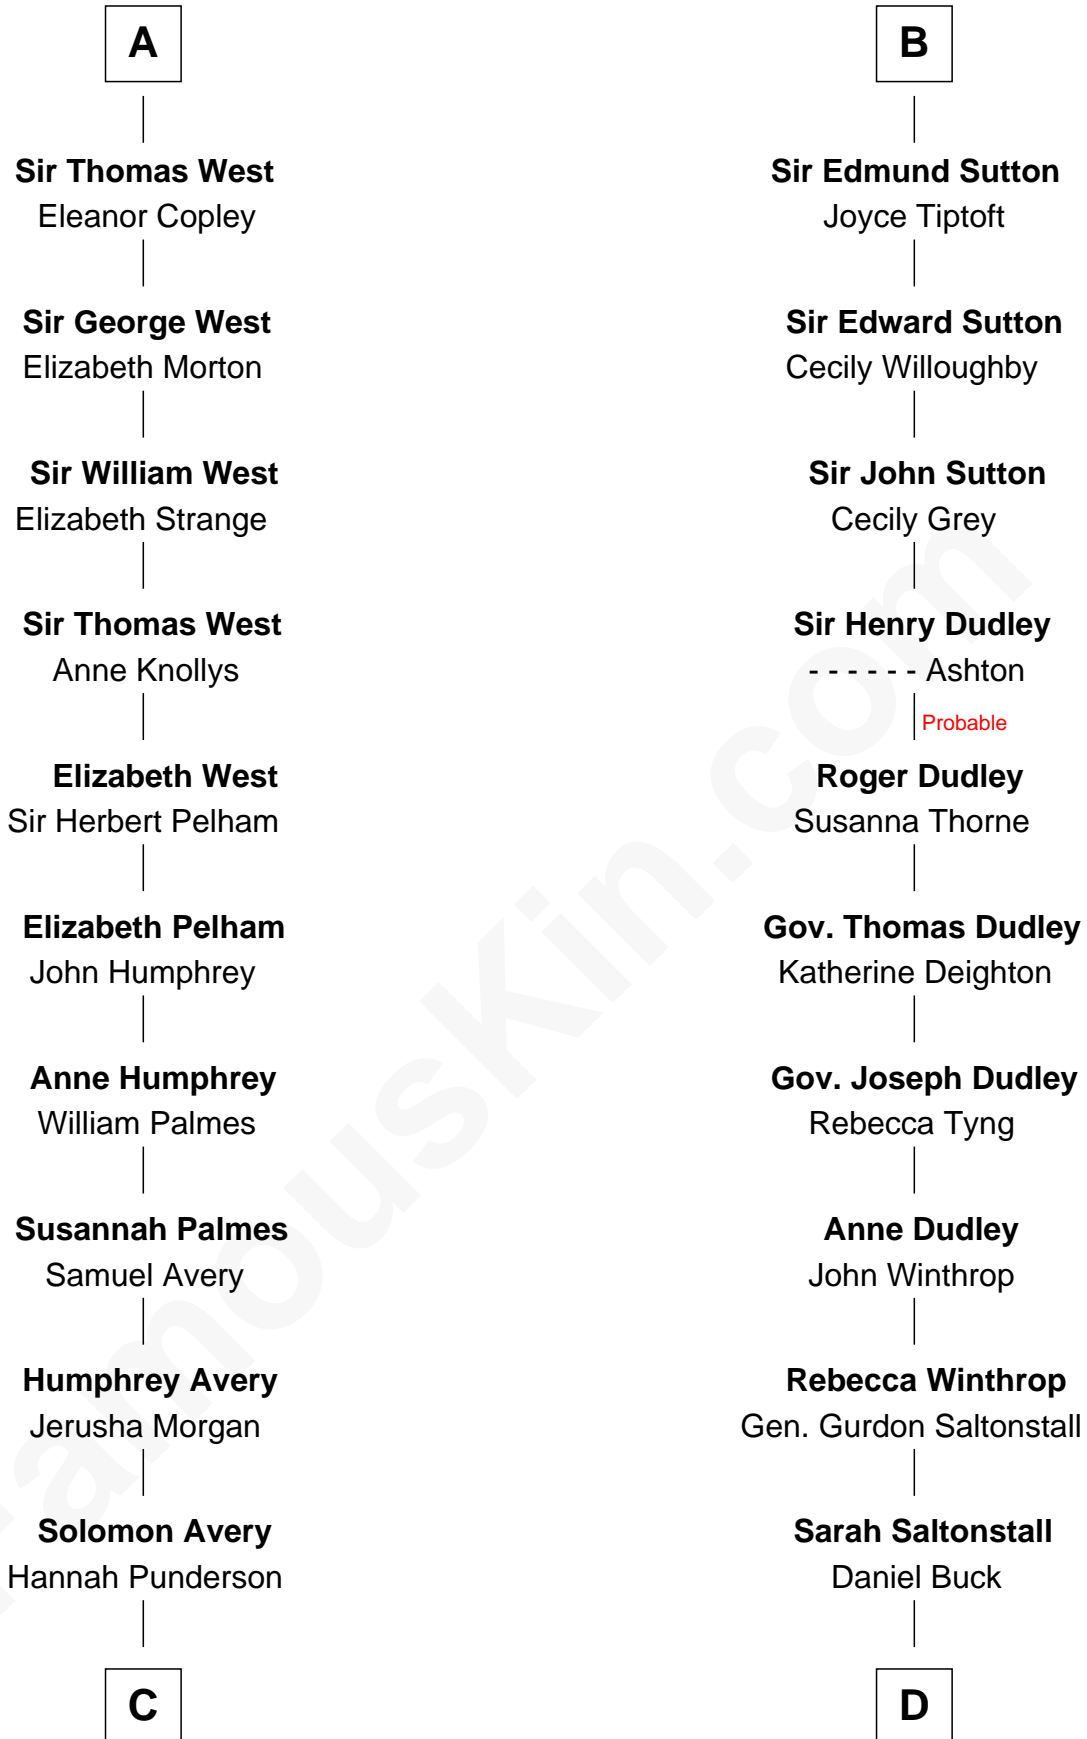 A
Sir Thomas West
Eleanor Copley
Sir George West
Elizabeth Morton
Sir William West
Elizabeth Strange
Sir Thomas West
Anne Knollys
Elizabeth West
Sir Herbert Pelham
Elizabeth Pelham
John Humphrey
Anne Humphrey
William Palmes
Susannah Palmes
Samuel Avery
Humphrey Avery
Jerusha Morgan
Solomon Avery
Hannah Punderson
C
B
Sir Edmund Sutton
Joyce Tiptoft
Sir Edward Sutton
Cecily Willoughby
Sir John Sutton
Cecily Grey
Sir Henry Dudley
- - - - - - Ashton
Probable
Roger Dudley
Susanna Thorne
Gov. Thomas Dudley
Katherine Deighton
Gov. Joseph Dudley
Rebecca Tyng
Anne Dudley
John Winthrop
Rebecca Winthrop
Gen. Gurdon Saltonstall
Sarah Saltonstall
Daniel Buck
D
FamousKin.com